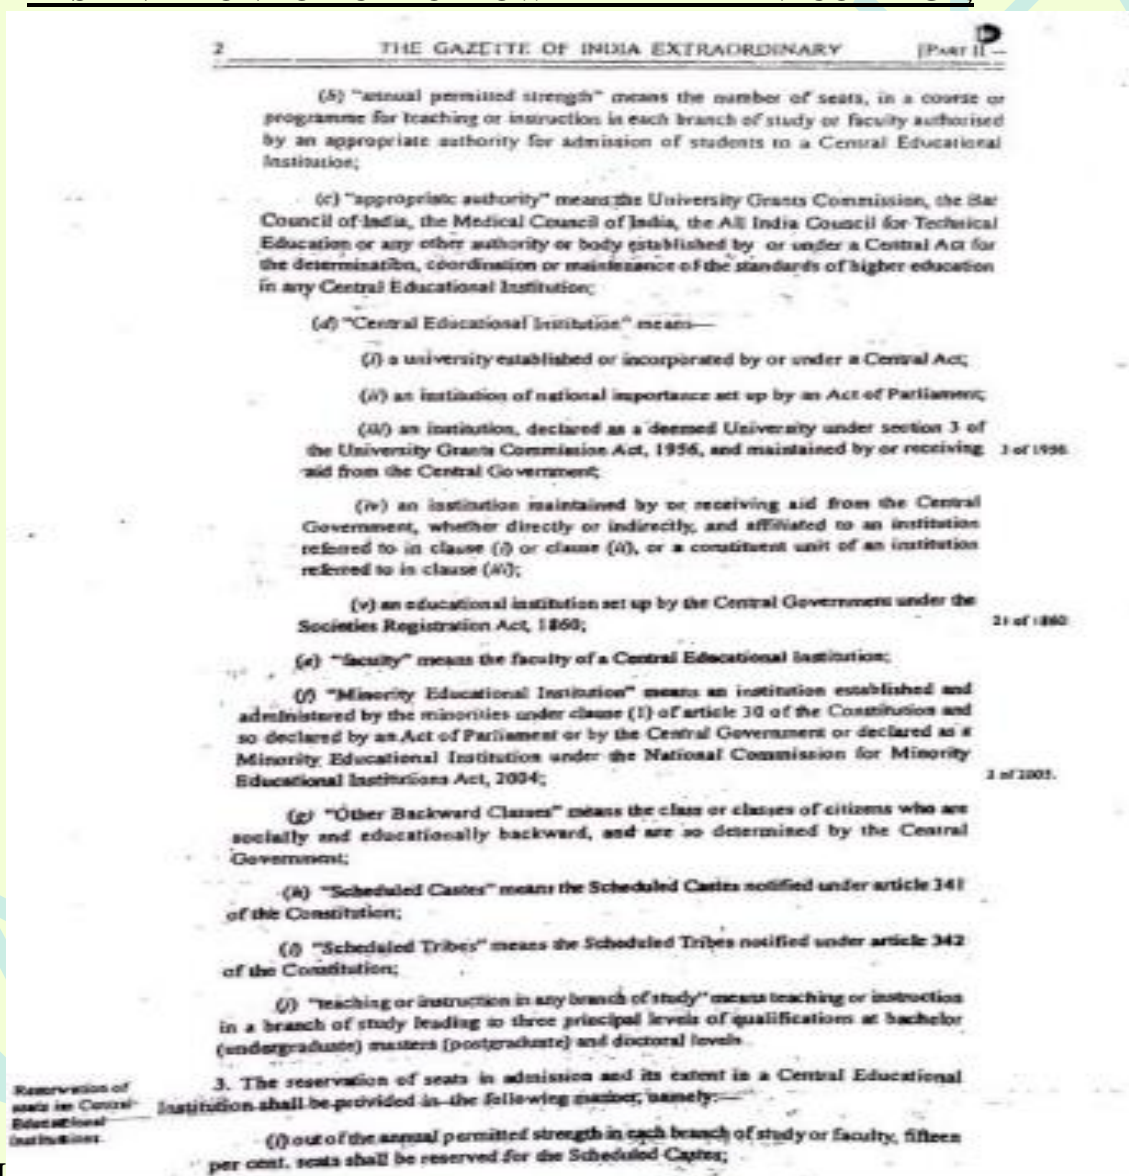 2 THE GAZETTE OF INDIA EXTRAORDINARY [PART II—
(b) "annual permitted strength" means the number of seats, in a course or
programme for teaching or instruction in each branch of study or faculty authorised
by an appropriate authority for admission of students to a Central Educational
Institution;
(c) "appropriate authority" means the University Grants Commission, the Bar
Council of India, the Medical Council of India, the All India Council for Technical
Education or any other authority or body established by or under a Central Act for
the determination, coordination or maintenance of the standards of higher education
in any Central Educational Institution;
(d) "Central Educational Institution" means—
(i) a university established or incorporated by or under a Central Act;
(ii) an institution of national importance set up by an Act of Parliament;
(iii) an institution, declared as a deemed University under section 3 of
the University Grants Commission Act, 1956, and maintained by or receiving 3 of 1956.
aid from the Central Government;
(iv) an institution maintained by or receiving aid from the Central
Government, whether directly or indirectly, and affiliated to an institution
referred to in clause (i) or clause (ii), or a constituent unit of an institution
referred to in clause (iii);
(v) an educational institution set up by the Central Government under the
Societies Registration Act, 1860; 21 of 1860
(e) "faculty" means the faculty of a Central Educational Institution;
(f) "Minority Educational Institution" means an institution established and
administered by the minorities under clause (1) of article 30 of the Constitution and
so declared by an Act of Parliament or by the Central Government or declared as a
Minority Educational Institution under the National Commission for Minority
Educational Institutions Act, 2004; 2 of 2005.
(g) "Other Backward Classes" means the class or classes of citizens who are
socially and educationally backward, and are so determined by the Central
Government;
(h) "Scheduled Castes" means the Scheduled Castes notified under article 341
of the Constitution;
(i) "Scheduled Tribes" means the Scheduled Tribes notified under article 342
of the Constitution;
(j) "teaching or instruction in any branch of study" means teaching or instruction
in a branch of study leading to three principal levels of qualifications at bachelor
(undergraduate) masters (postgraduate) and doctoral levels.
Reservation of
seats in Central
Educational
Institutions.
3. The reservation of seats in admission and its extent in a Central Educational
Institution shall be provided in the following manner, namely:—
(i) out of the annual permitted strength in each branch of study or faculty, fifteen
per cent. seats shall be reserved for the Scheduled Castes;